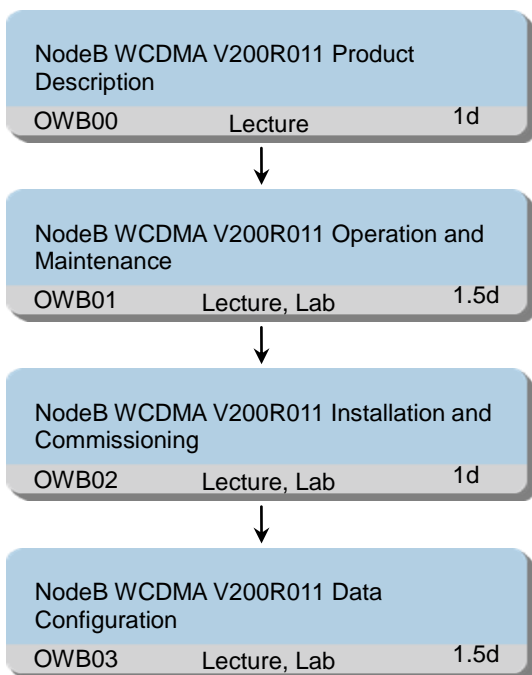 NodeB WCDMA V200R011 Product
Description
OWB00 Lecture 1d
NodeB WCDMA V200R011 Operation and
Maintenance
OWB01 Lecture, Lab 1.5d
NodeB WCDMA V200R011 Installation and
Commissioning
OWB02 Lecture, Lab 1d
NodeB WCDMA V200R011 Data
Configuration
OWB03 Lecture, Lab 1.5d